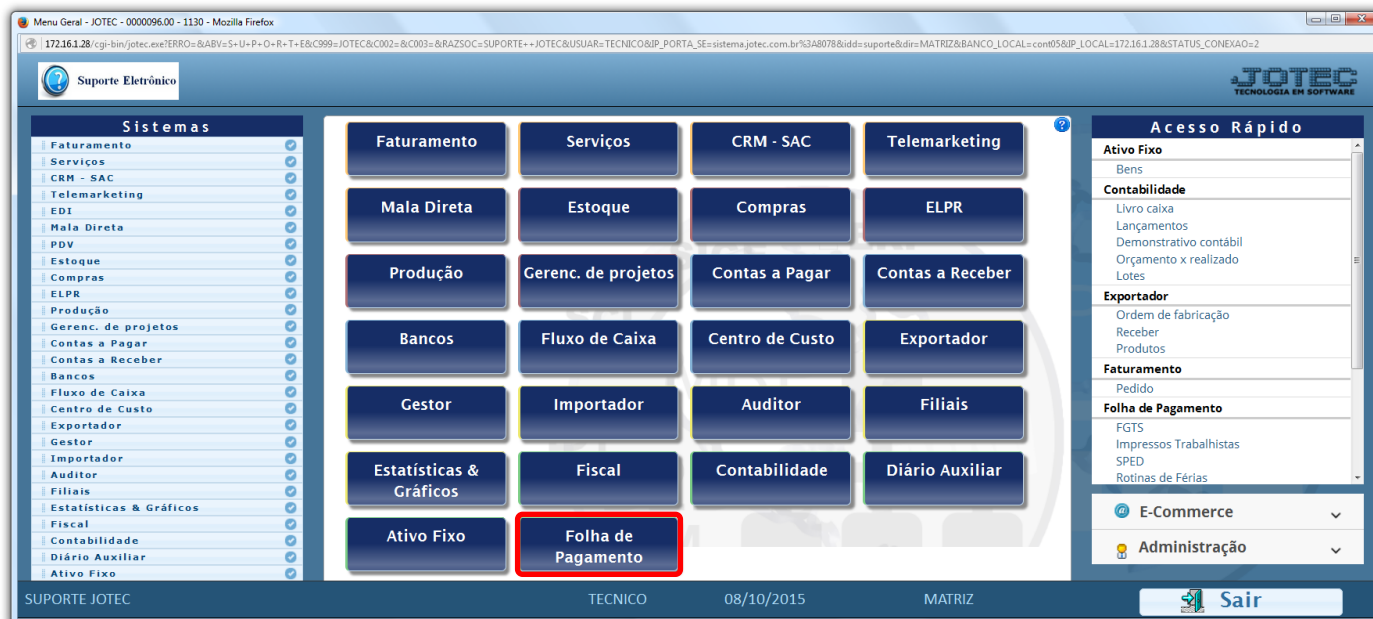 Menu Geral - JOTEC - 0000096.00 - 1130 - Mozilla Firefox
172.16.1.28/cgi-bin/jotec.exe?ERRO=&ABV=S+U+P+O+R+T+E&C999=JOTEC&C002=&C003=&RAZSOC=SUPORTE++JOTEC&USUAR=TECNICO&IP_PORTA_SE=sistema.jotec.com.br%3A8078&idd=suporte&dir=MATRIZ&BANCO_LOCAL=cont05&IP_LOCAL=172.16.1.28&STATUS_CONEXAO=2
Suporte Eletrônico
JOTEC
TECNOLOGIA EM SOFTWARE
Sistemas
Faturamento
Serviços
CRM - SAC
Telemarketing
EDI
Mala Direta
PDV
Estoque
Compras
ELPR
Produção
Gerenc. de projetos
Contas a Pagar
Contas a Receber
Bancos
Fluxo de Caixa
Centro de Custo
Exportador
Gestor
Importador
Auditor
Filiais
Estatísticas & Gráficos
Fiscal
Contabilidade
Diário Auxiliar
Ativo Fixo
Faturamento
Serviços
CRM - SAC
Telemarketing
Mala Direta
Estoque
Compras
ELPR
Produção
Gerenc. de projetos
Contas a Pagar
Contas a Receber
Bancos
Fluxo de Caixa
Centro de Custo
Exportador
Gestor
Importador
Auditor
Filiais
Estatísticas &
Gráficos
Fiscal
Contabilidade
Diário Auxiliar
Ativo Fixo
Folha de
Pagamento
Acesso Rápido
Ativo Fixo
Bens
Contabilidade
Livro caixa
Lançamentos
Demonstrativo contábil
Orçamento x realizado
Lotes
Exportador
Ordem de fabricação
Receber
Produtos
Faturamento
Pedido
Folha de Pagamento
FGTS
Impressos Trabalhistas
SPED
Rotinas de Férias
E-Commerce
Administração
SUPORTE JOTEC
TECNICO
08/10/2015
MATRIZ
Sair